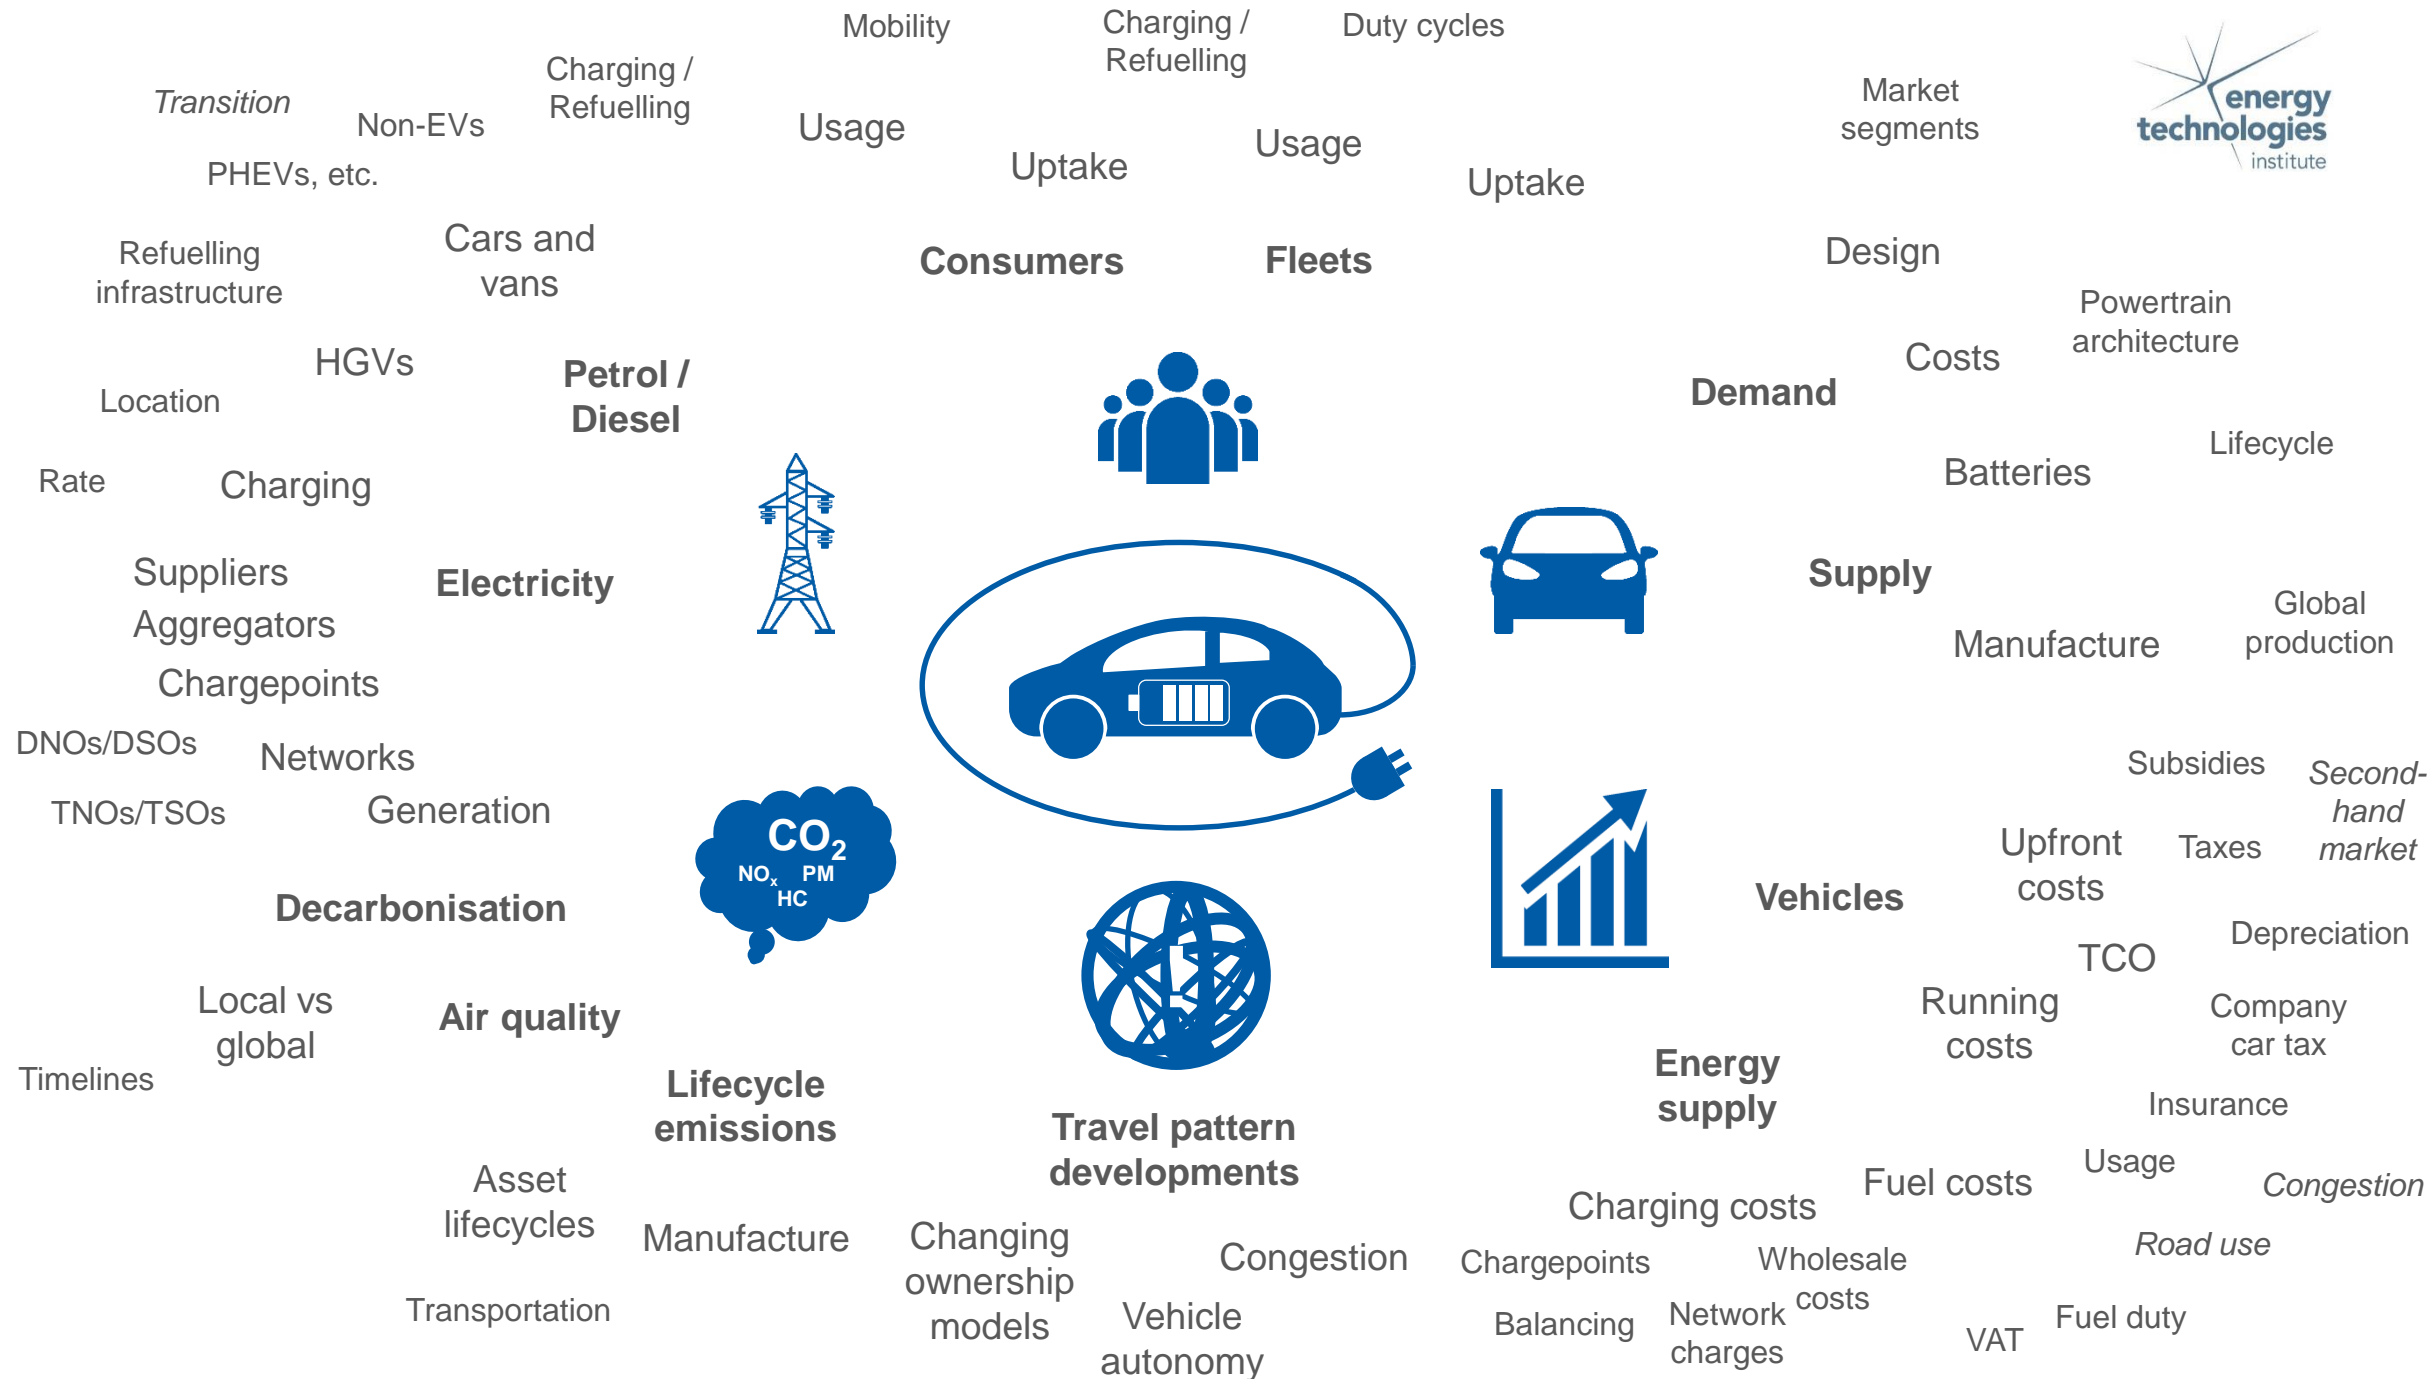 Mobility
Charging /
Refuelling
Duty cycles
Charging /
Refuelling
Transition
Non-EVs
PHEVs, etc.
Usage
Uptake
Usage
Uptake
Market
segments
energy
technologies
institute
Refuelling
infrastructure
Cars and
vans
Consumers
Fleets
Design
Powertrain
architecture
HGVs
Petrol /
Diesel
Costs
Demand
Location
Lifecycle
Rate
Charging
Batteries
Suppliers
Electricity
Supply
Aggregators
Global
production
Manufacture
Chargepoints
DNOs/DSOs
Networks
TNOs/TSOs
Generation
CO2
NOx PM
HC
Subsidies
Second-
hand
market
Upfront
costs
Taxes
Vehicles
Decarbonisation
Depreciation
TCO
Local vs
global
Air quality
Running
costs
Company
car tax
Timelines
Lifecycle
emissions
Energy
supply
Insurance
Travel pattern
developments
Asset
lifecycles
Manufacture
Fuel costs
Usage
Congestion
Charging costs
Changing
ownership
models
Congestion
Chargepoints
Wholesale
costs
Road use
Transportation
Vehicle
autonomy
Balancing
Network
charges
VAT
Fuel duty